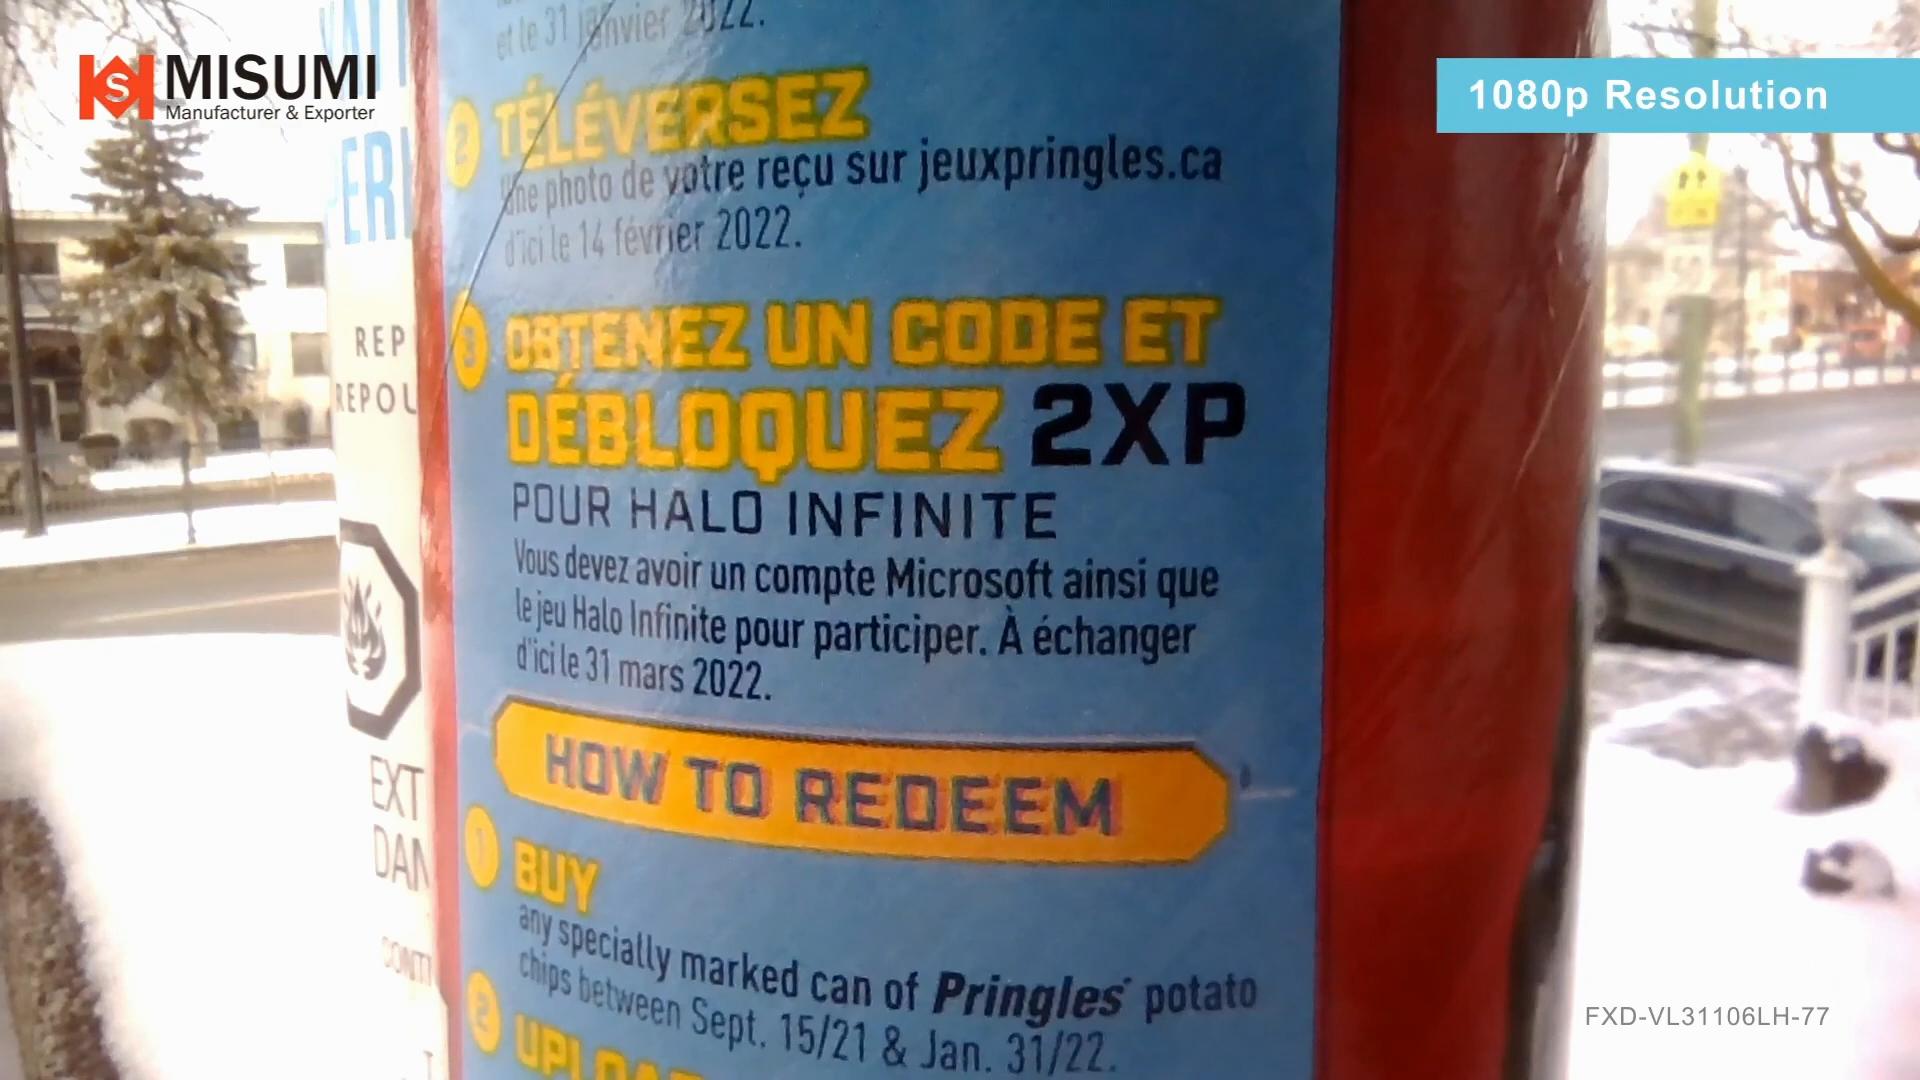 MISUMI
Manufacturer & Exporter
1080p Resolution
et le 31 janvier 2022.
2 TÉLÉVERSEZ
une photo de votre reçu sur jeuxpringles.ca
d'ici le 14 février 2022.
3 OBTENEZ UN CODE ET
DÉBLOQUEZ 2XP
POUR HALO INFINITE
Vous devez avoir un compte Microsoft ainsi que
le jeu Halo Infinite pour participer. À échanger
d'ici le 31 mars 2022.
HOW TO REDEEM
1 BUY
any specially marked can of Pringles potato
chips between Sept. 15/21 & Jan. 31/22.
2
REP
REPOU
EXT
DAN
CONT
FXD-VL31106LH-77